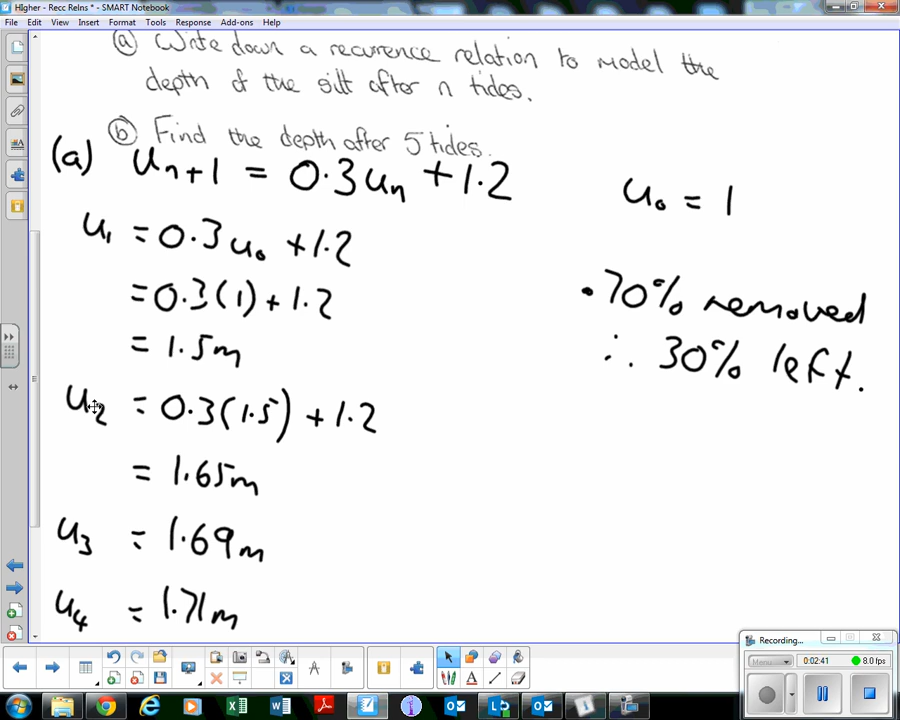 Higher - Recc Relns * - SMART Notebook
File Edit View Insert Format Tools Response Add-ons Help
(a) Write down a recurrence relation to model the
depth of the silt after n tides.
(b) Find the depth after 5 tides.
(a) uₙ₊₁ = 0.3uₙ + 1.2
u₀ = 1
u₁ = 0.3u₀ + 1.2
= 0.3(1) + 1.2
= 1.5m
• 70% removed
∴ 30% left.
u₂ = 0.3(1.5) + 1.2
= 1.65m
u₃ = 1.69m
u₄ = 1.71m
Recording...
Menu
0:02:41
8.0 fps